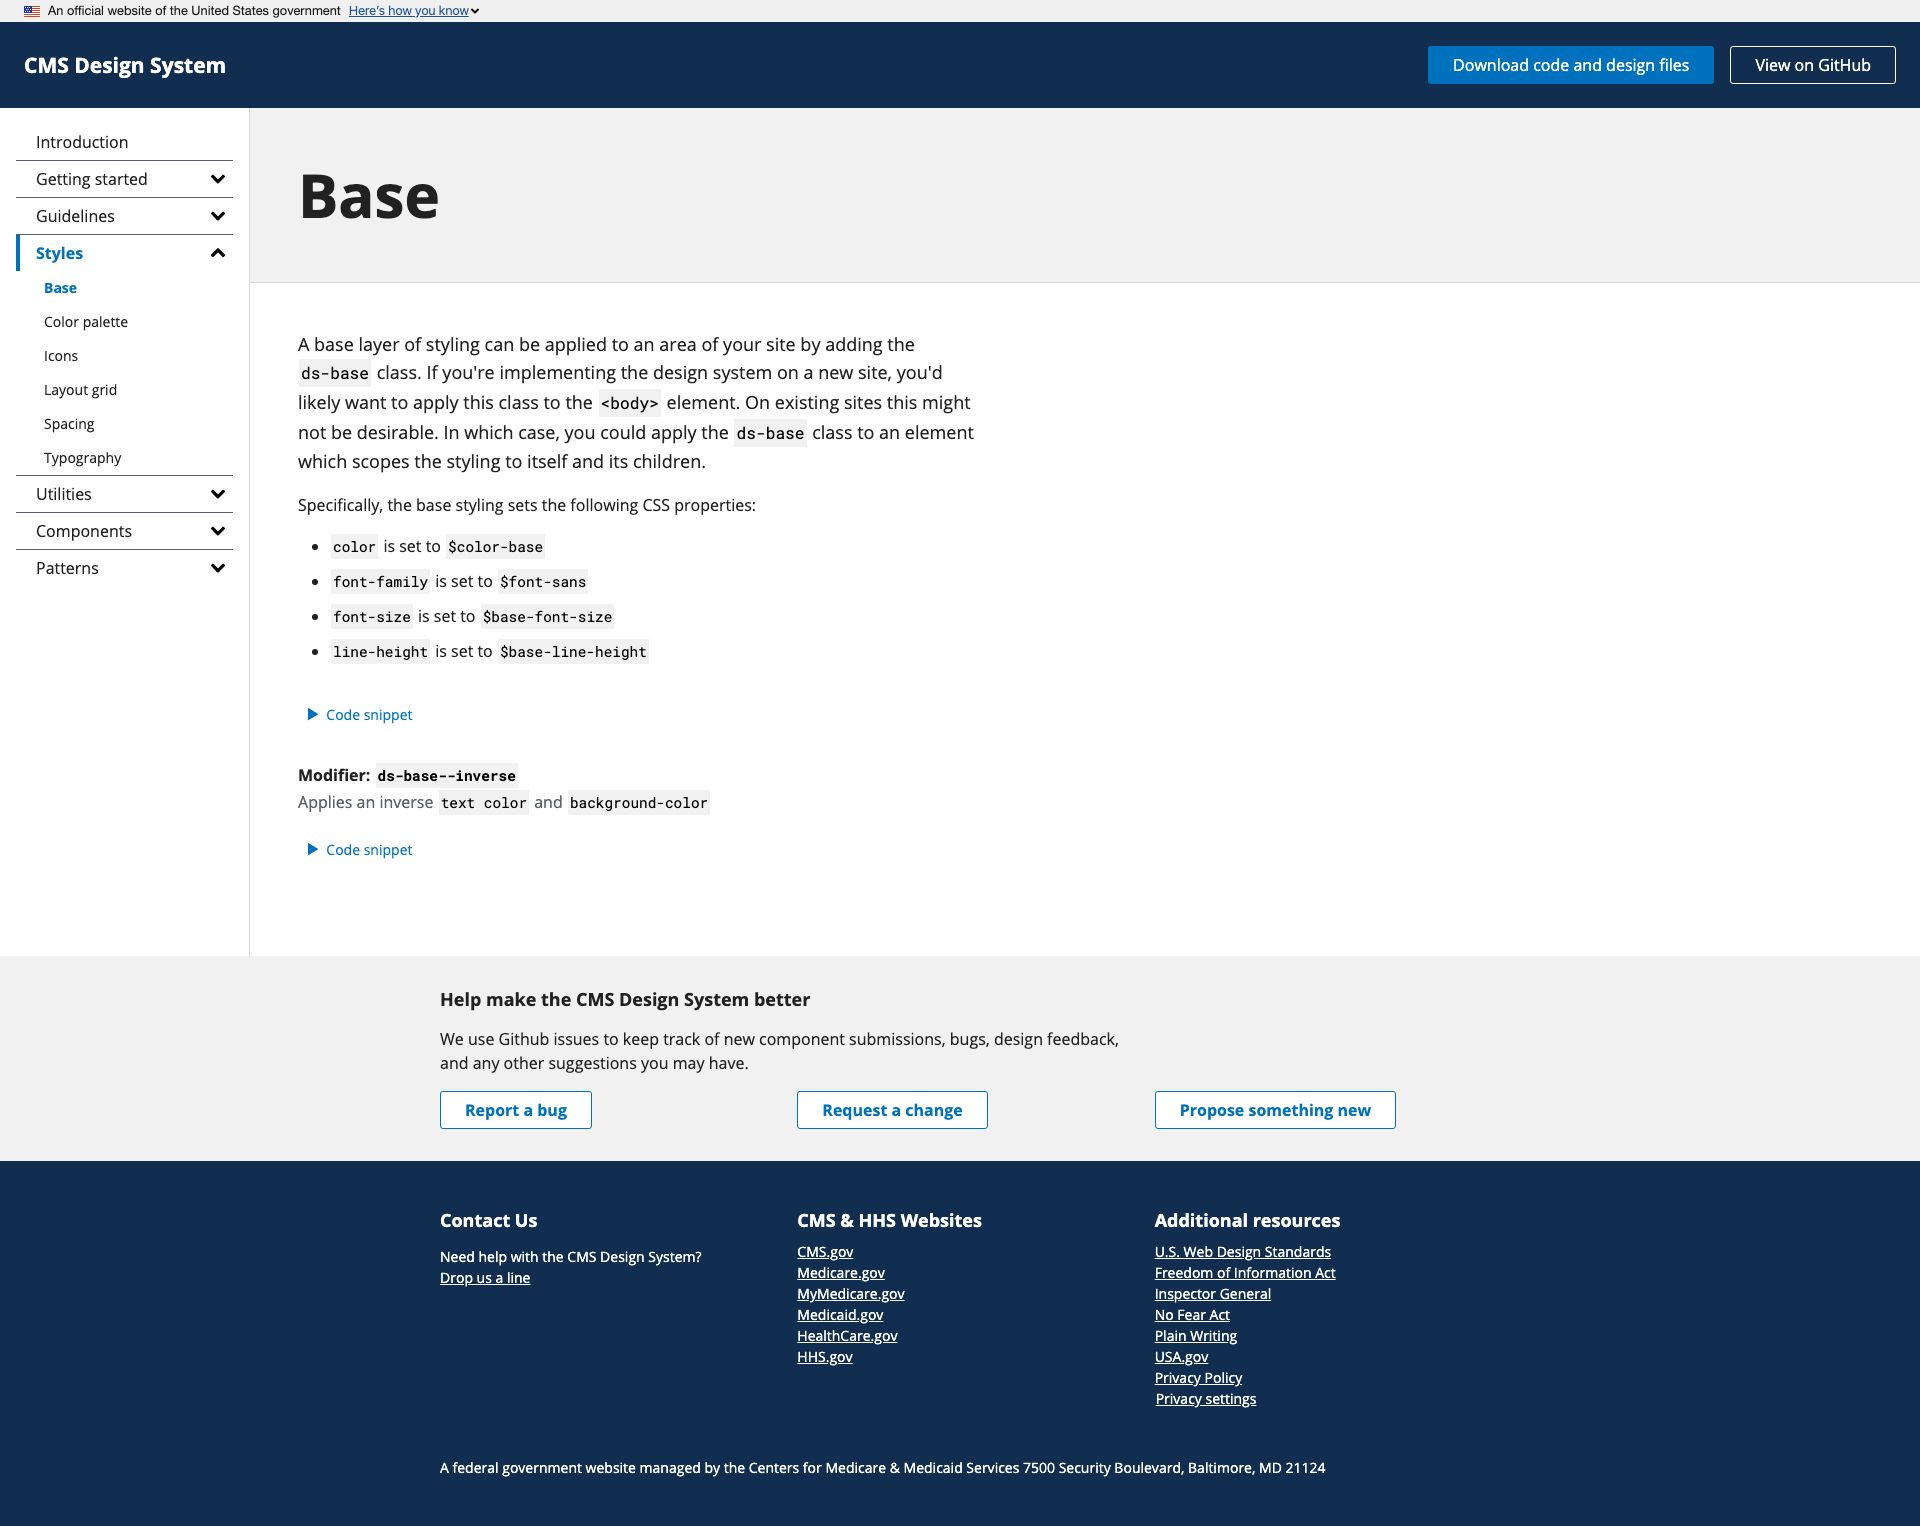 An official website of the United States government Here's how you know
CMS Design System
Download code and design files
View on GitHub
Introduction
Getting started
Guidelines
Styles
Base
Color palette
Icons
Layout grid
Spacing
Typography
Utilities
Components
Patterns
Base
A base layer of styling can be applied to an area of your site by adding the
ds-base class. If you're implementing the design system on a new site, you'd
likely want to apply this class to the <body> element. On existing sites this might
not be desirable. In which case, you could apply the ds-base class to an element
which scopes the styling to itself and its children.
Specifically, the base styling sets the following CSS properties:
• color is set to $color-base
• font-family is set to $font-sans
• font-size is set to $base-font-size
• line-height is set to $base-line-height
Code snippet
Modifier: ds-base--inverse
Applies an inverse text color and background-color
Code snippet
Help make the CMS Design System better
We use Github issues to keep track of new component submissions, bugs, design feedback,
and any other suggestions you may have.
Report a bug
Request a change
Propose something new
Contact Us
Need help with the CMS Design System?
Drop us a line
CMS & HHS Websites
CMS.gov
Medicare.gov
MyMedicare.gov
Medicaid.gov
HealthCare.gov
HHS.gov
Additional resources
U.S. Web Design Standards
Freedom of Information Act
Inspector General
No Fear Act
Plain Writing
USA.gov
Privacy Policy
Privacy settings
A federal government website managed by the Centers for Medicare & Medicaid Services 7500 Security Boulevard, Baltimore, MD 21124